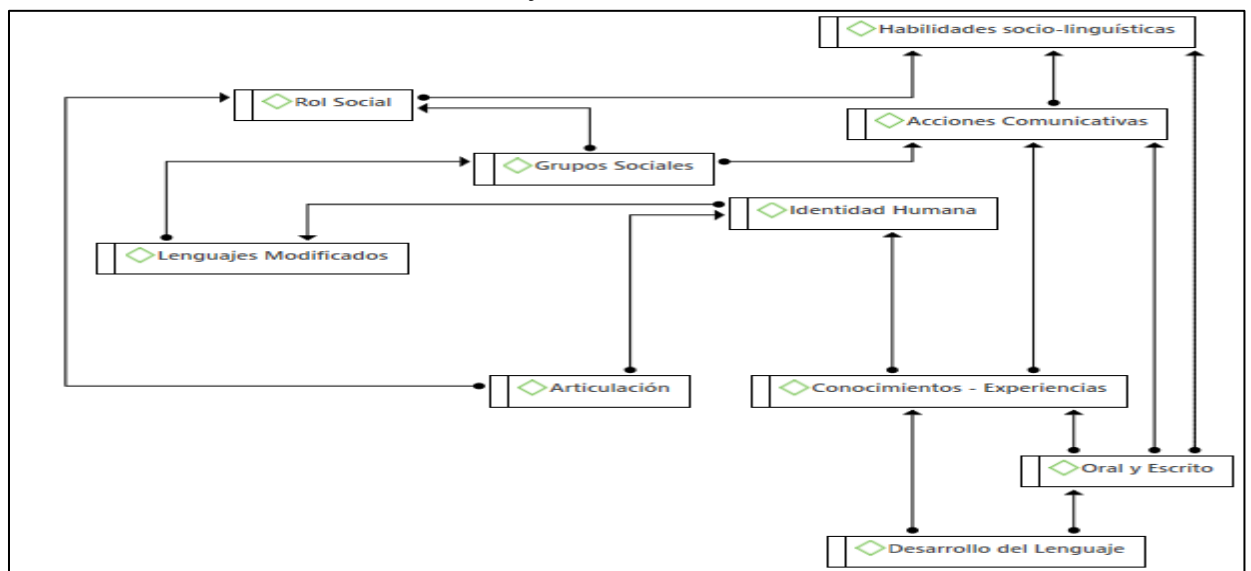 Habilidades socio-linguísticas
Rol Social
Acciones Comunicativas
Grupos Sociales
Identidad Humana
Lenguajes Modificados
Articulación
Conocimientos - Experiencias
Oral y Escrito
Desarrollo del Lenguaje